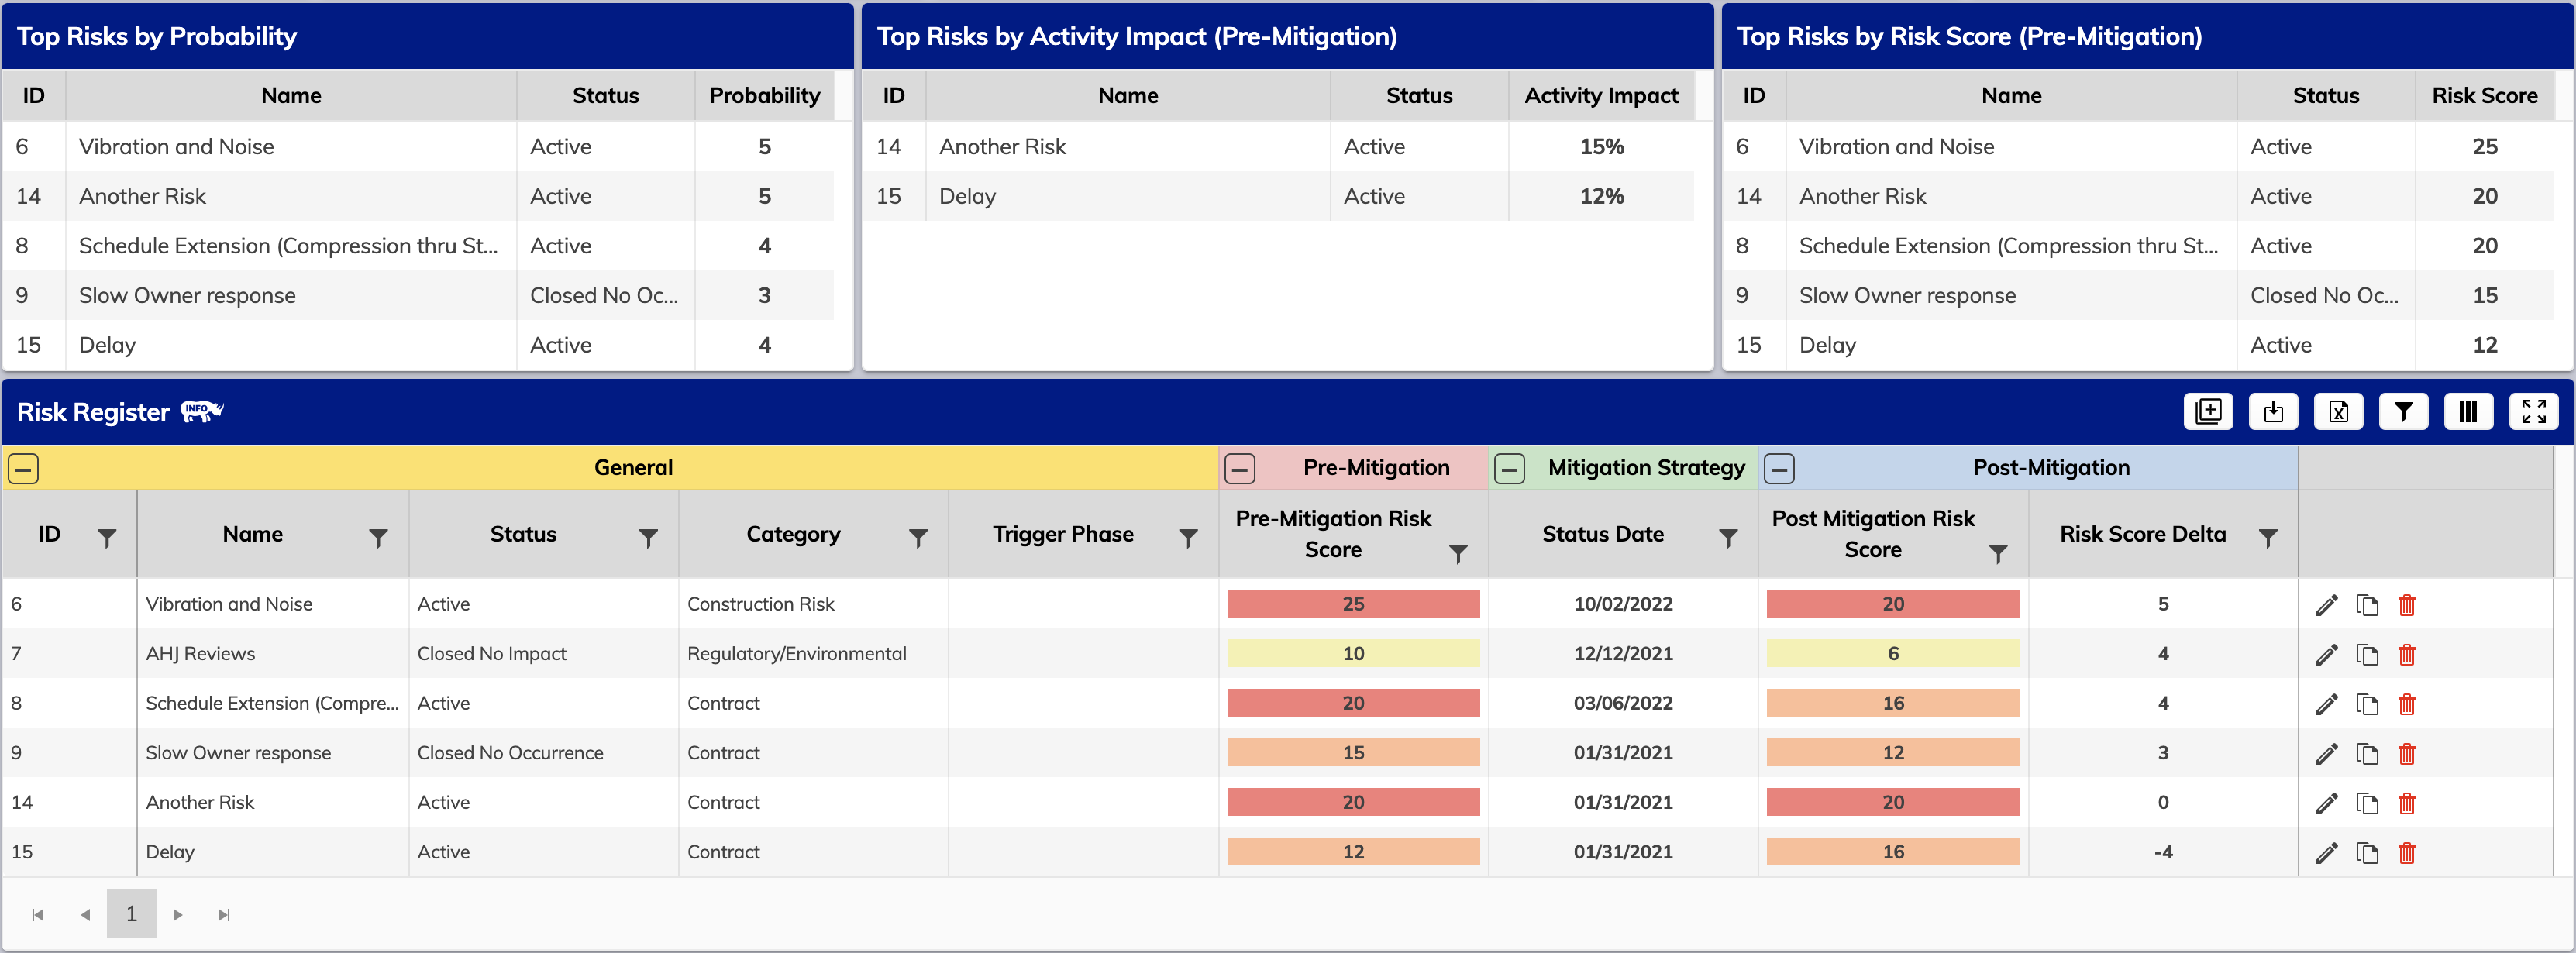 Top Risks by Probability
ID Name Status Probability
6 Vibration and Noise Active 5
14 Another Risk Active 5
8 Schedule Extension (Compression thru St... Active 4
9 Slow Owner response Closed No Oc... 3
15 Delay Active 4
Top Risks by Activity Impact (Pre-Mitigation)
ID Name Status Activity Impact
14 Another Risk Active 15%
15 Delay Active 12%
Top Risks by Risk Score (Pre-Mitigation)
ID Name Status Risk Score
6 Vibration and Noise Active 25
14 Another Risk Active 20
8 Schedule Extension (Compression thru St... Active 20
9 Slow Owner response Closed No Oc... 15
15 Delay Active 12
Risk Register INFO
General Pre-Mitigation Mitigation Strategy Post-Mitigation
ID Name Status Category Trigger Phase Pre-Mitigation Risk Score Status Date Post Mitigation Risk Score Risk Score Delta
6 Vibration and Noise Active Construction Risk 25 10/02/2022 20 5
7 AHJ Reviews Closed No Impact Regulatory/Environmental 10 12/12/2021 6 4
8 Schedule Extension (Compre... Active Contract 20 03/06/2022 16 4
9 Slow Owner response Closed No Occurrence Contract 15 01/31/2021 12 3
14 Another Risk Active Contract 20 01/31/2021 20 0
15 Delay Active Contract 12 01/31/2021 16 -4
1